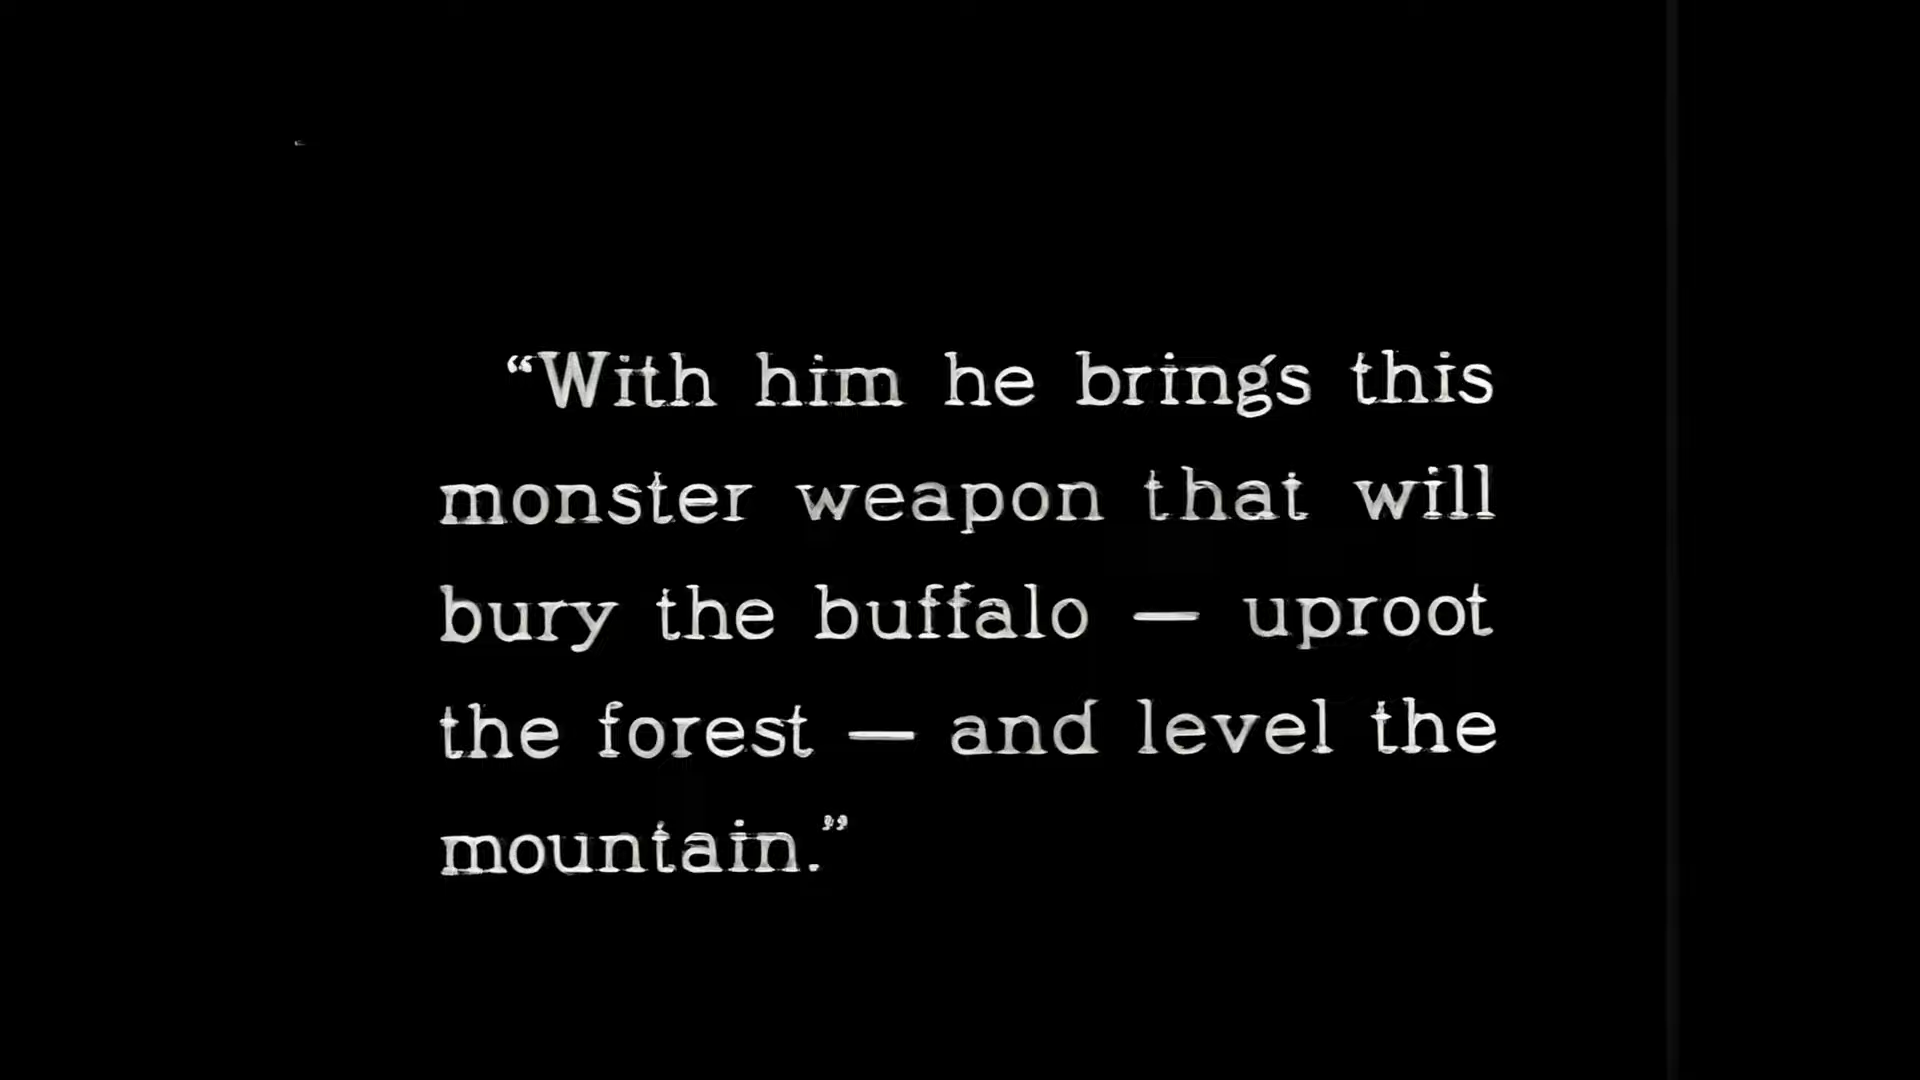 “With him he brings this
monster weapon that will
bury the buffalo — uproot
the forest — and level the
mountain.”